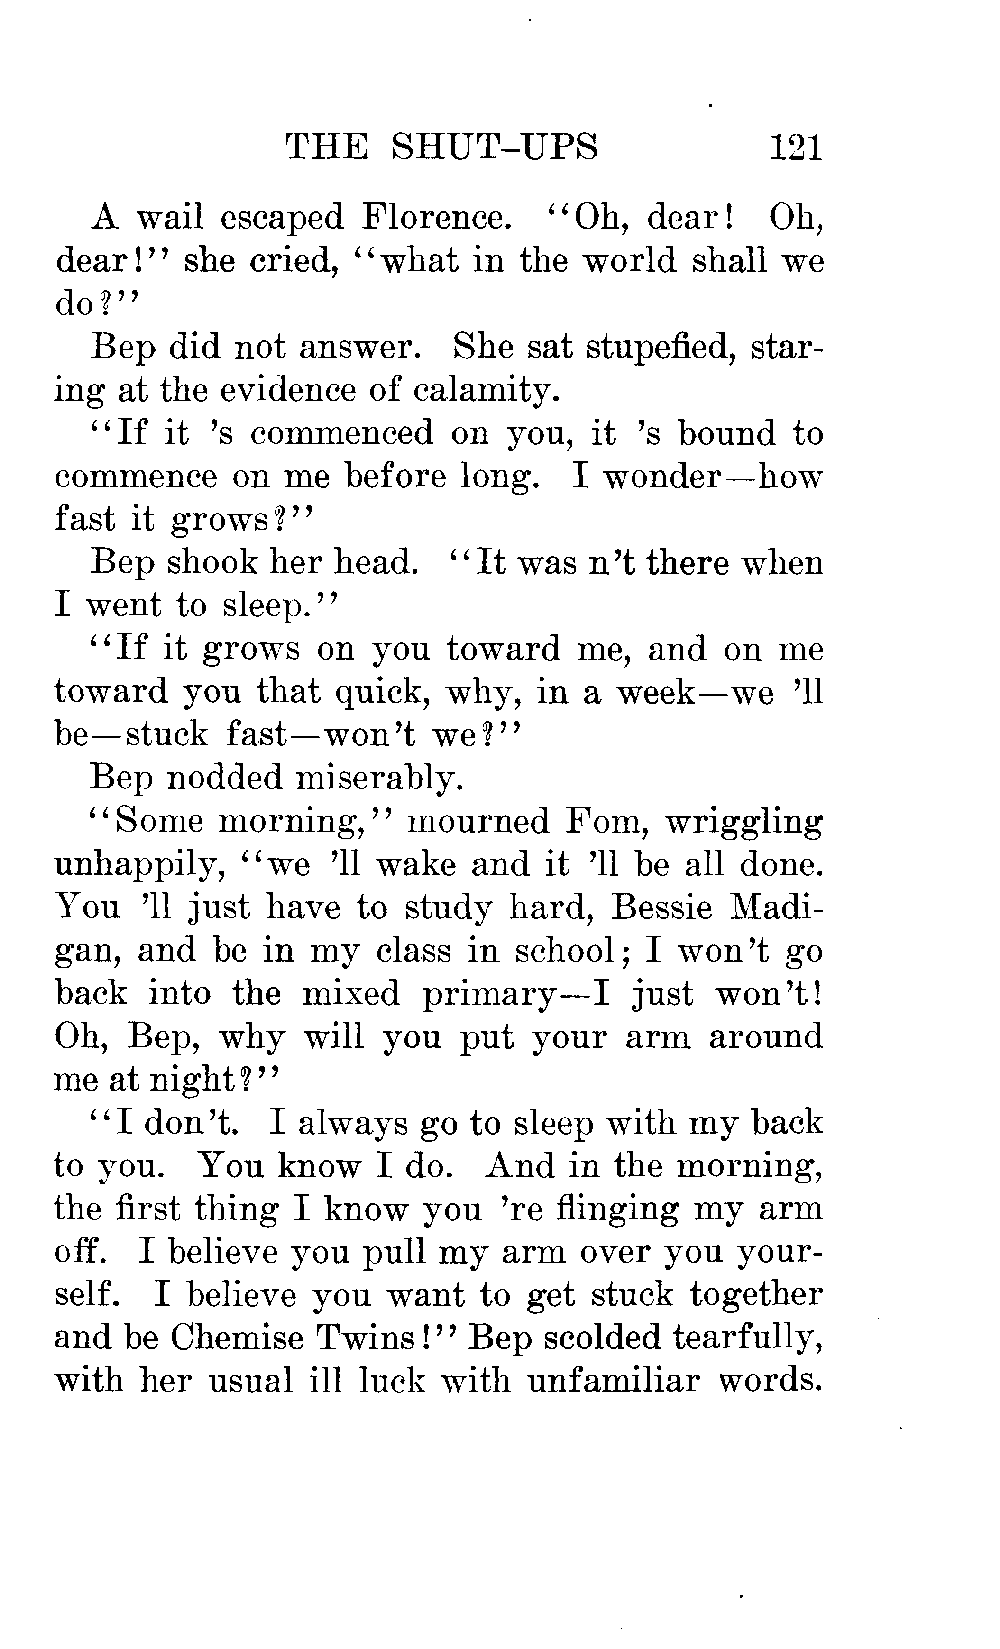 THE SHUT-UPS 121
A wail escaped Florence. "Oh, dear! Oh,
dear!" she cried, "what in the world shall we
do?"
Bep did not answer. She sat stupefied, star-
ing at the evidence of calamity.
"If it 's commenced on you, it 's bound to
commence on me before long. I wonder—how
fast it grows?"
Bep shook her head. "It was n't there when
I went to sleep."
"If it grows on you toward me, and on me
toward you that quick, why, in a week—we 'll
be—stuck fast—won't we?"
Bep nodded miserably.
"Some morning," mourned Fom, wriggling
unhappily, "we 'll wake and it 'll be all done.
You 'll just have to study hard, Bessie Madi-
gan, and be in my class in school; I won't go
back into the mixed primary—I just won't!
Oh, Bep, why will you put your arm around
me at night?"
"I don't. I always go to sleep with my back
to you. You know I do. And in the morning,
the first thing I know you 're flinging my arm
off. I believe you pull my arm over you your-
self. I believe you want to get stuck together
and be Chemise Twins!" Bep scolded tearfully,
with her usual ill luck with unfamiliar words.